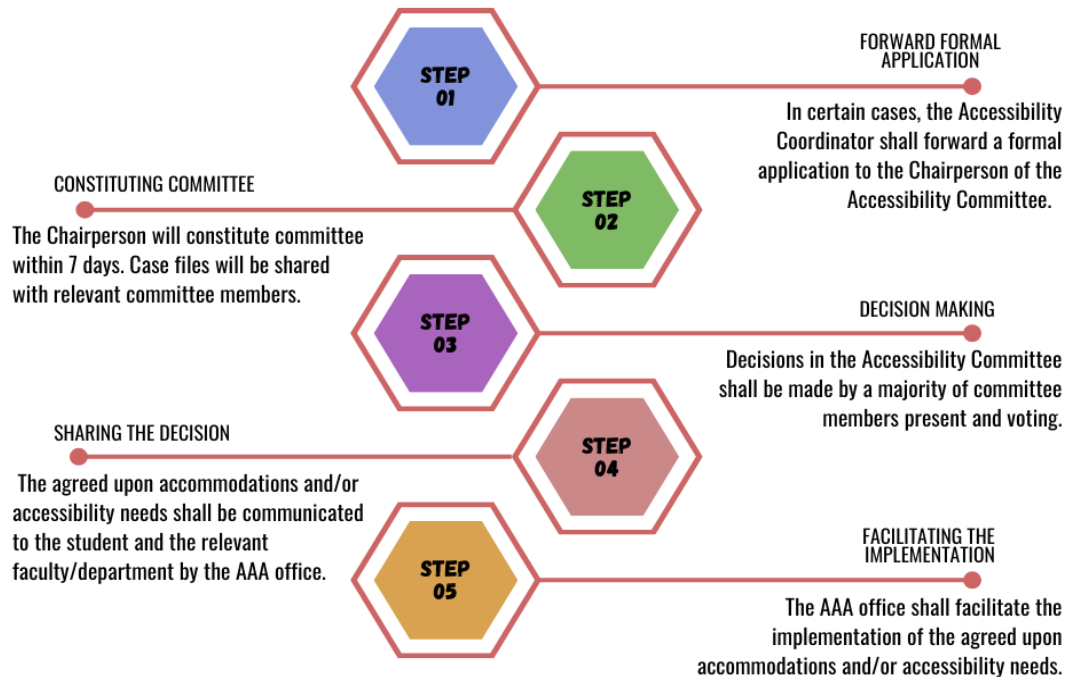 STEP
01
FORWARD FORMAL
APPLICATION
In certain cases, the Accessibility
Coordinator shall forward a formal
application to the Chairperson of the
Accessibility Committee.
STEP
02
CONSTITUTING COMMITTEE
The Chairperson will constitute committee
within 7 days. Case files will be shared
with relevant committee members.
STEP
03
DECISION MAKING
Decisions in the Accessibility Committee
shall be made by a majority of committee
members present and voting.
STEP
04
SHARING THE DECISION
The agreed upon accommodations and/or
accessibility needs shall be communicated
to the student and the relevant
faculty/department by the AAA office.
STEP
05
FACILITATING THE
IMPLEMENTATION
The AAA office shall facilitate the
implementation of the agreed upon
accommodations and/or accessibility needs.